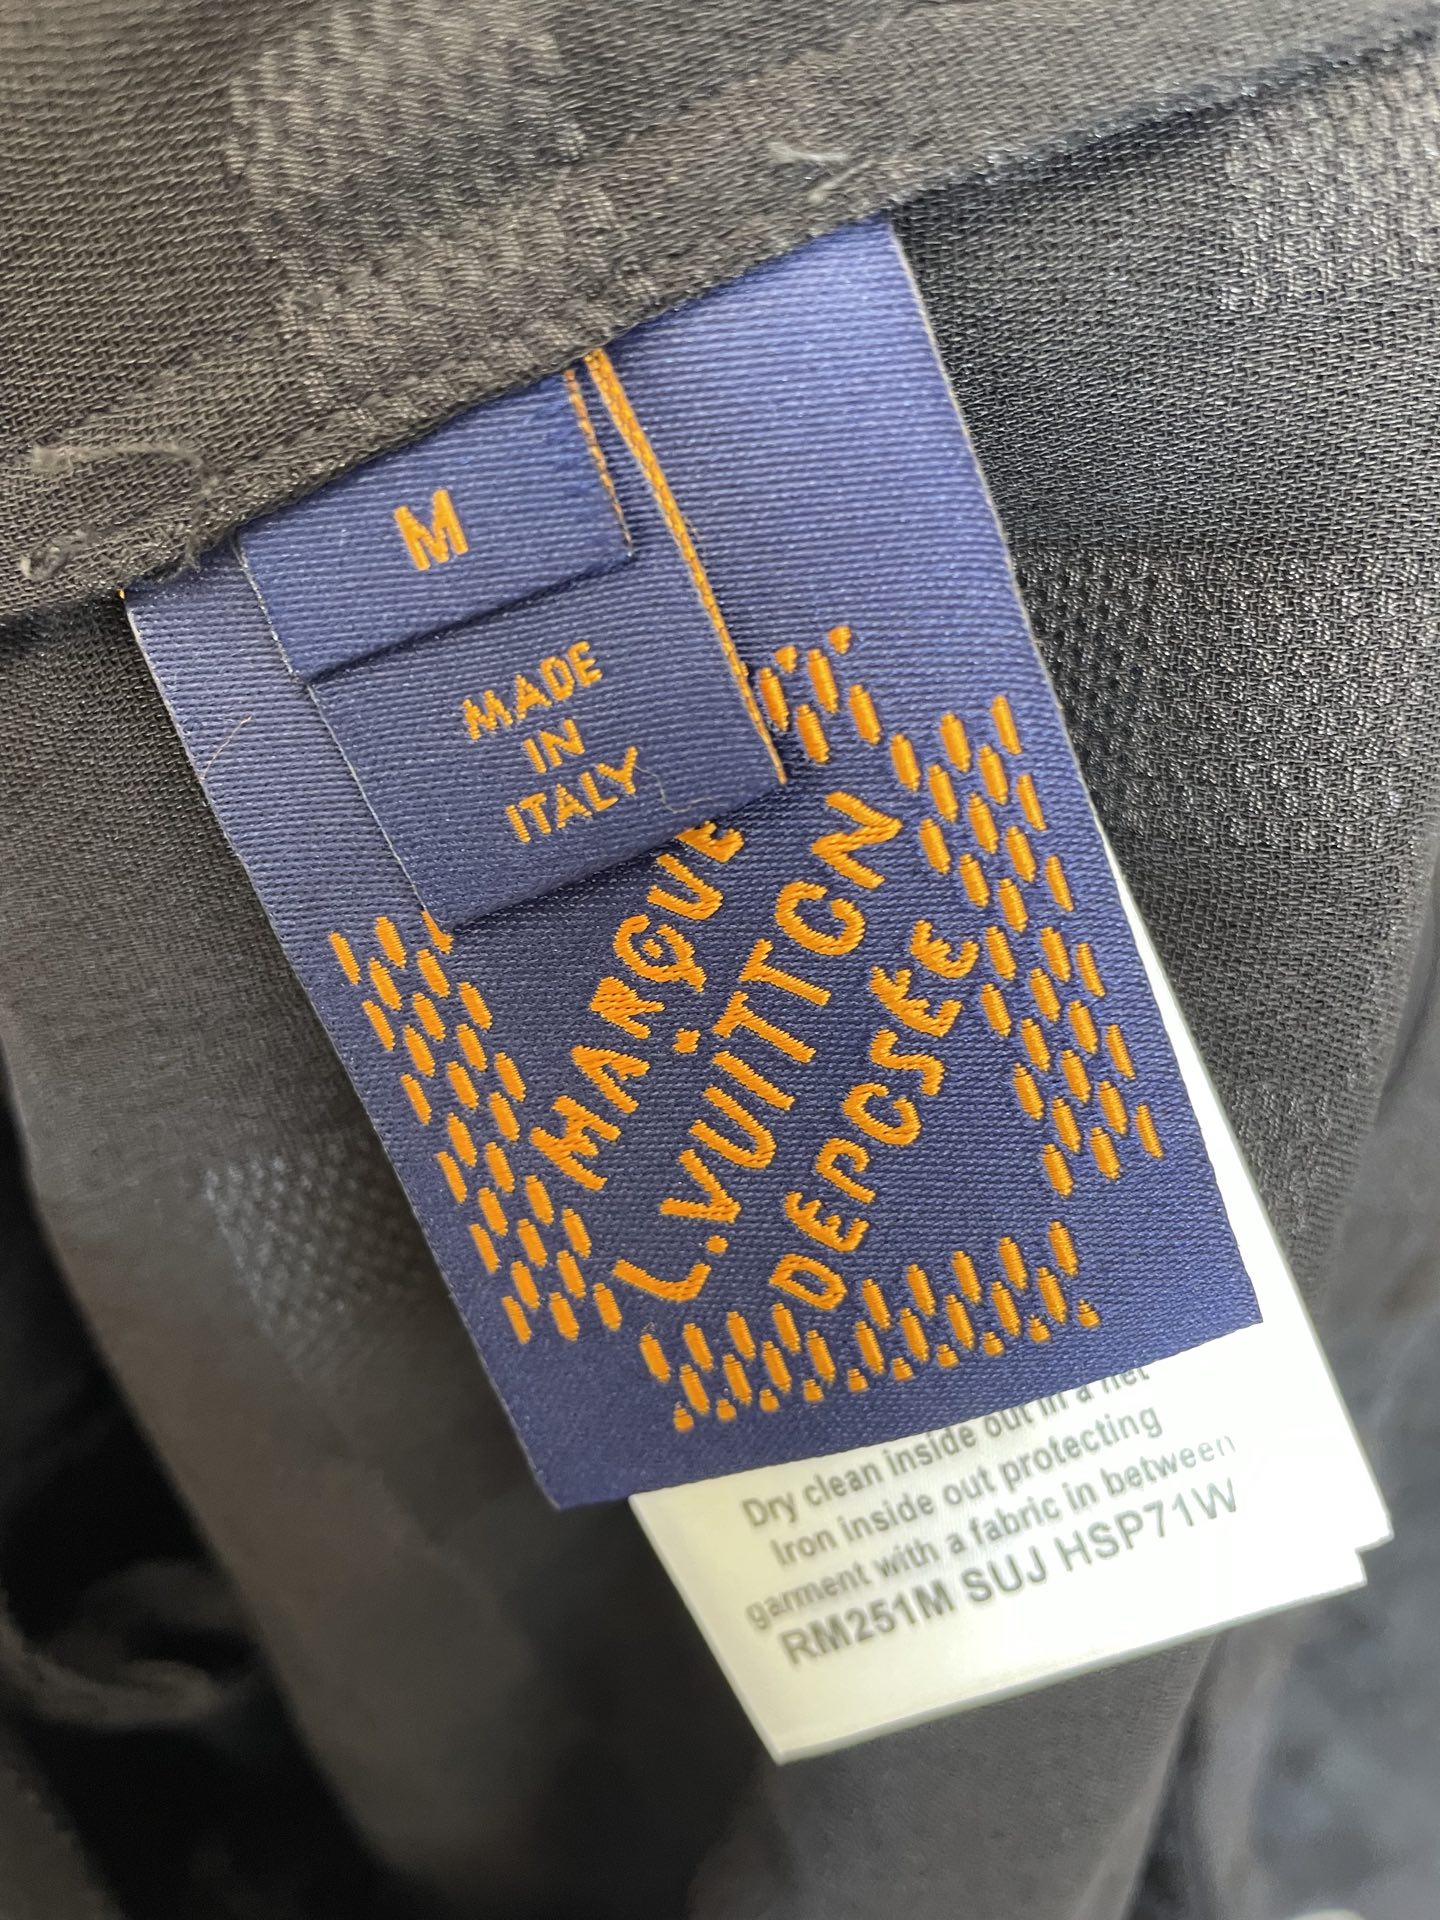 M
MADE
IN
ITALY
MARQUE
L.VUITTON
DEPOSEE
Dry clean inside out in a net
Iron inside out protecting
garment with a fabric in between
RM251M SUJ HSP71W